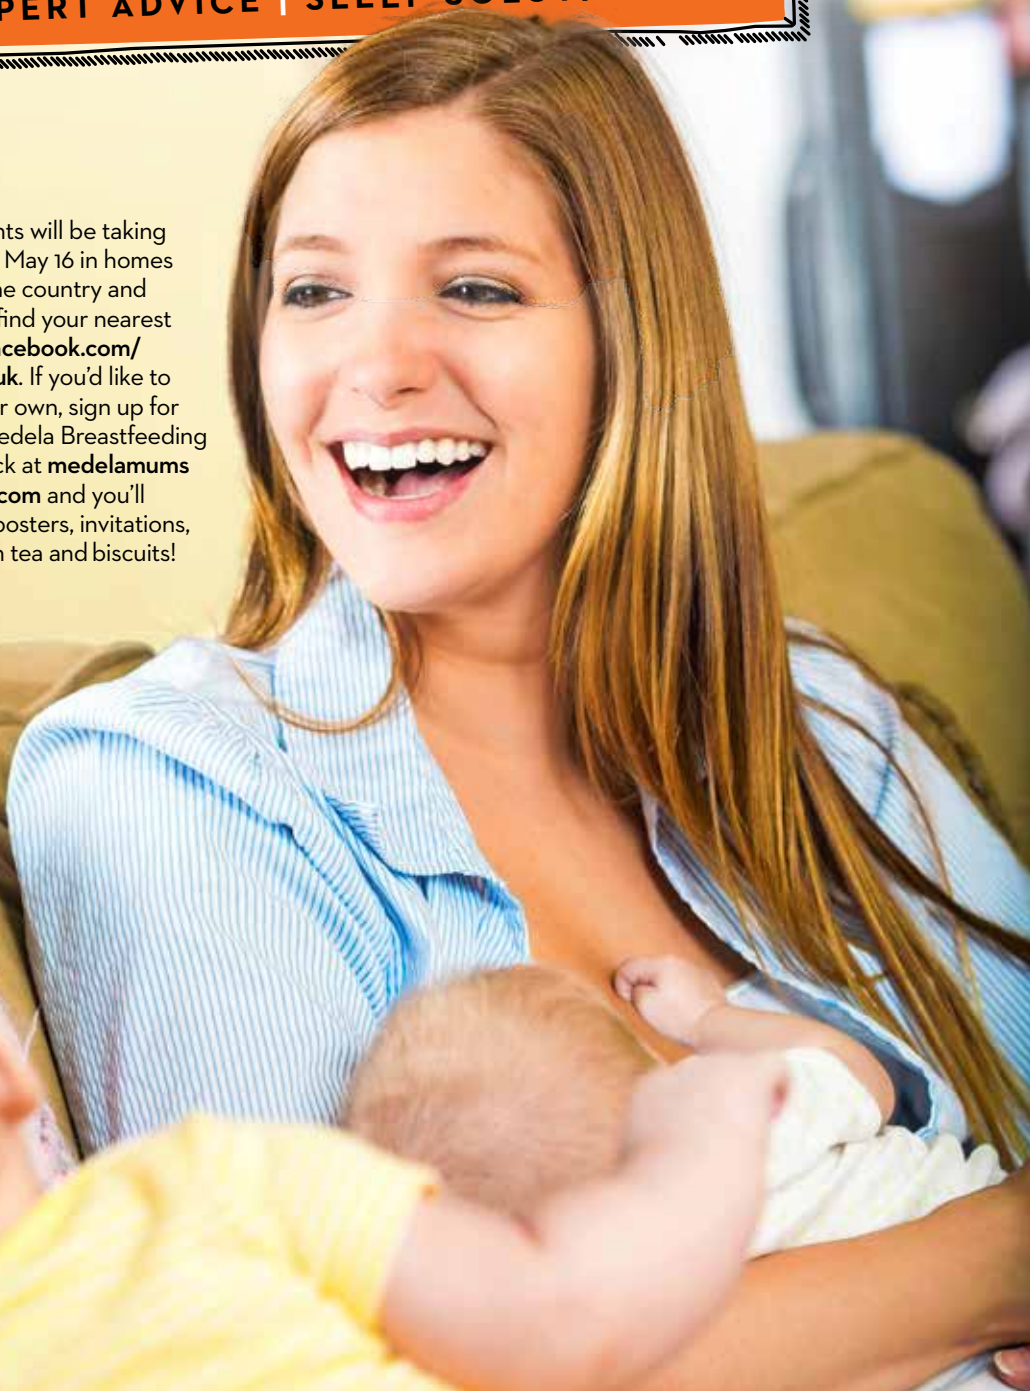 ADVICE |
nts will be taking
May 16 in homes
he country and
find your nearest
acebook.com/
uk. If you’d like to
r own, sign up for
edela Breastfeeding
ck at medelamums
com and you’ll
posters, invitations,
n tea and biscuits!